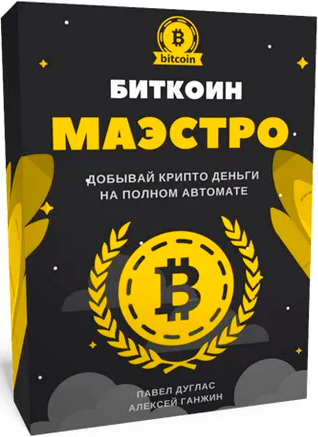 bitcoin
БИТКОИН
МАЭСТРО
ДОБЫВАЙ КРИПТО ДЕНЬГИ
НА ПОЛНОМ АВТОМАТЕ
ПАВЕЛ ДУГЛАС
АЛЕКСЕЙ ГАНЖИН